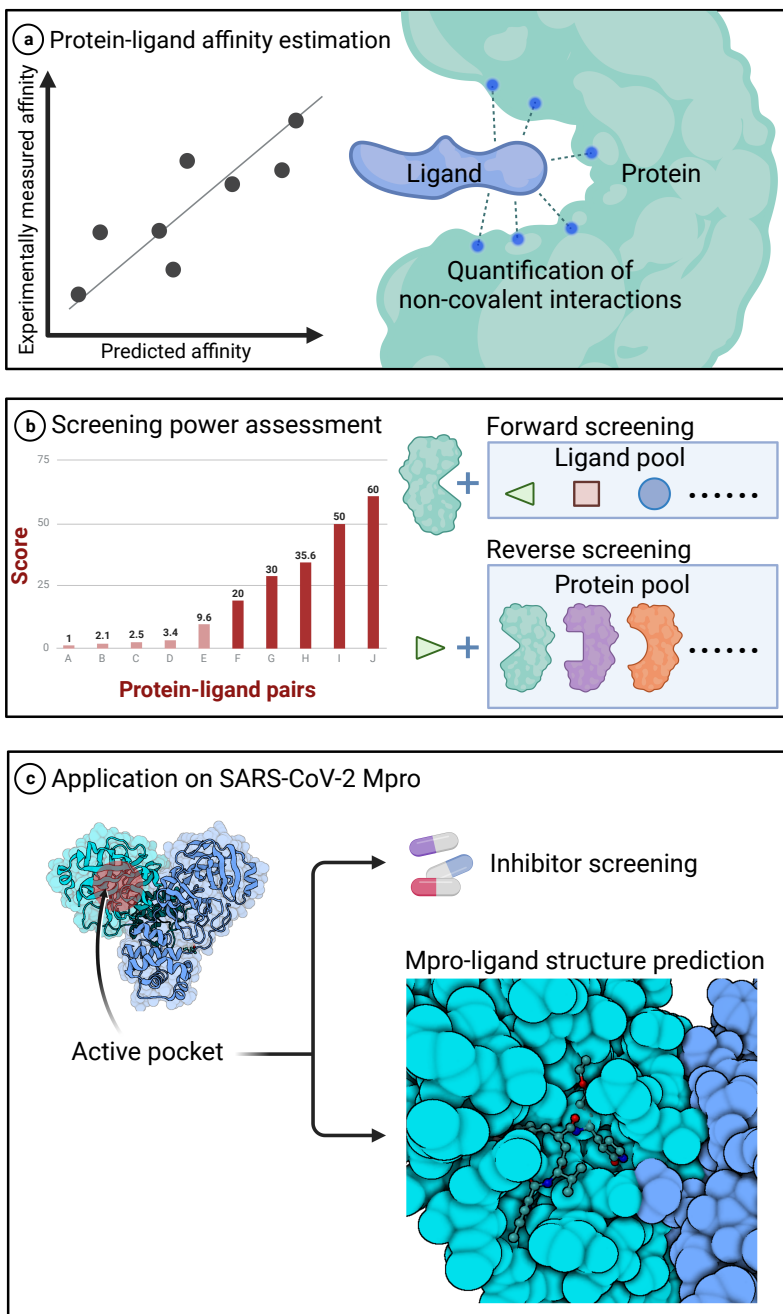 a Protein-ligand affinity estimation
Experimentally measured affinity
Predicted affinity
Ligand
Protein
Quantification of
non-covalent interactions
b Screening power assessment
Score
75
50
25
0
1
2.1
2.5
3.4
9.6
20
30
35.6
50
60
A B C D E F G H I J
Protein-ligand pairs
Forward screening
Ligand pool
+
......
Reverse screening
Protein pool
+
......
c Application on SARS-CoV-2 Mpro
Inhibitor screening
Mpro-ligand structure prediction
Active pocket